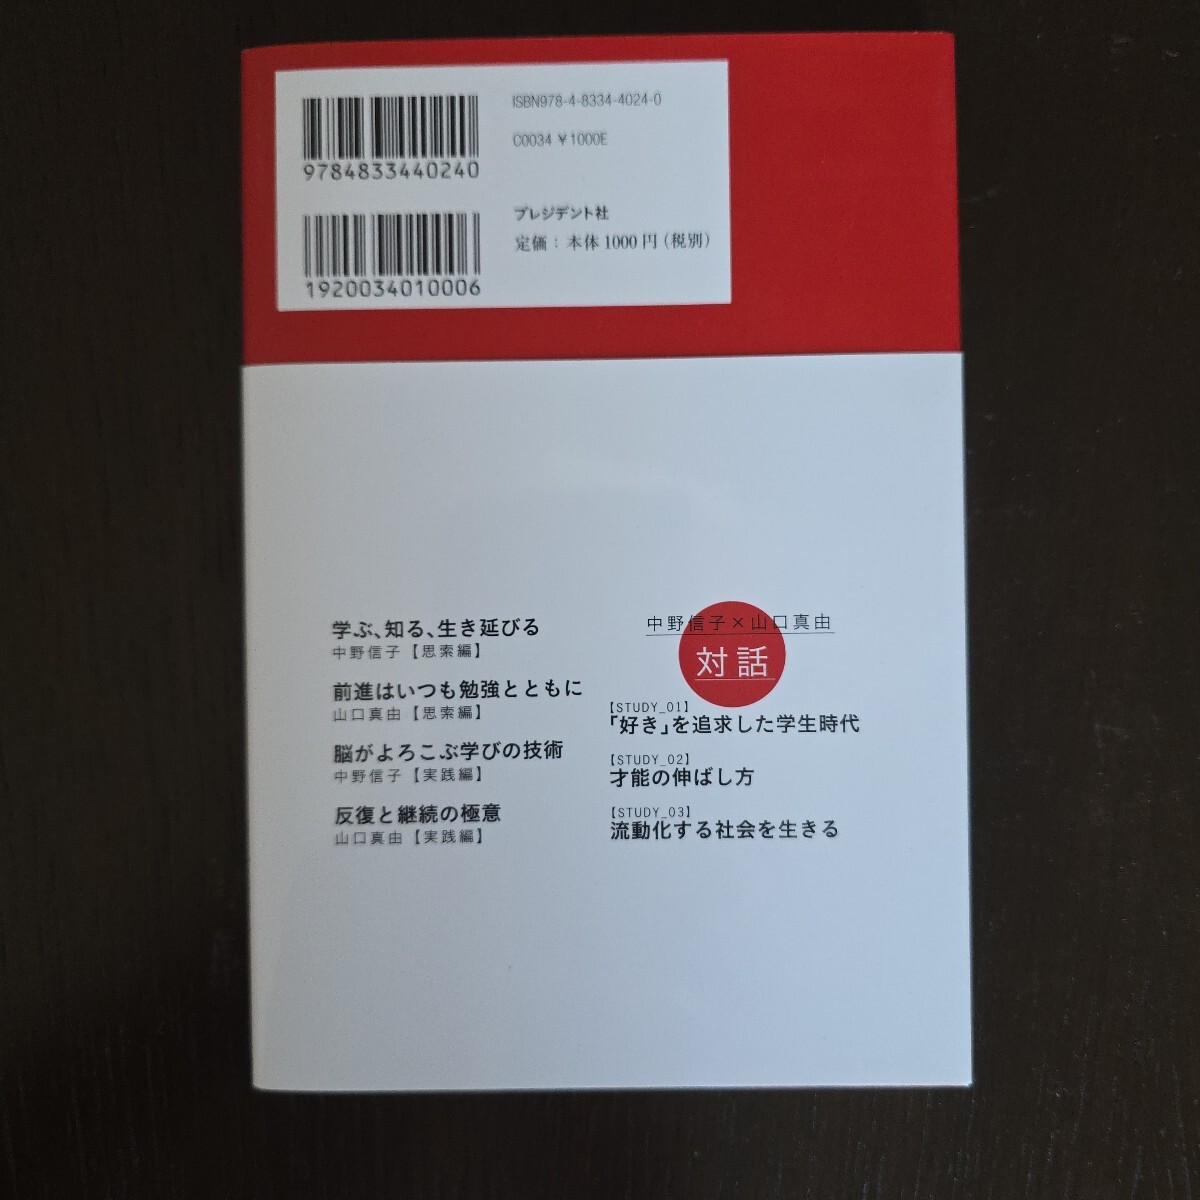 ISBN978-4-8334-4024-0
C0034 ¥1000E
9784833440240
プレジデント社
定価：本体1000円（税別）
1920034010006
学ぶ、知る、生き延びる
中野信子【思索編】
前進はいつも勉強とともに
山口真由【思索編】
脳がよろこぶ学びの技術
中野信子【実践編】
反復と継続の極意
山口真由【実践編】
中野信子×山口真由
対話
【STUDY_01】
「好き」を追求した学生時代
【STUDY_02】
才能の伸ばし方
【STUDY_03】
流動化する社会を生きる